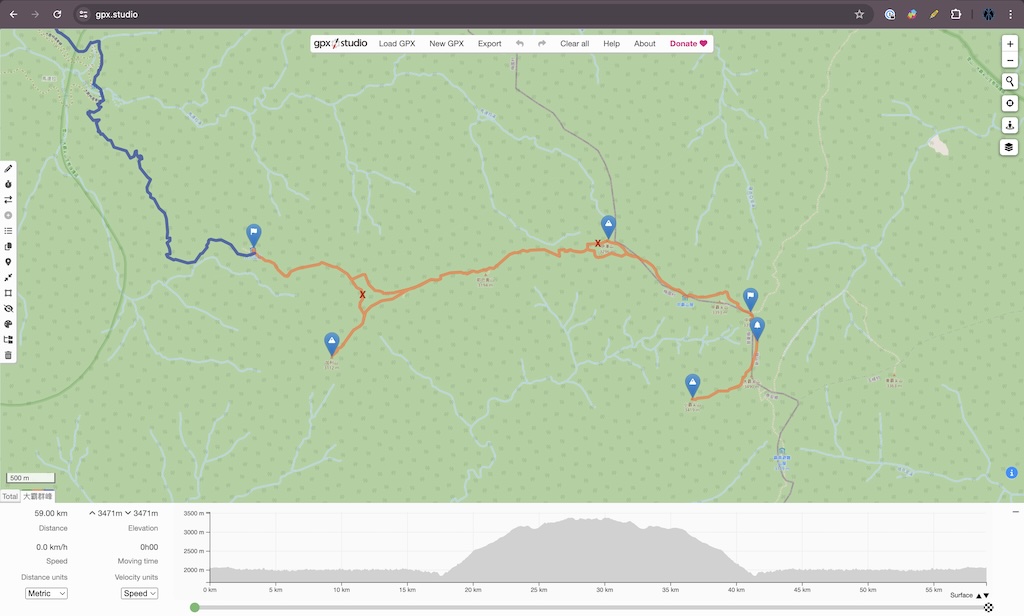 gpx.studio
gpx studio Load GPX New GPX Export Clear all Help About Donate
X
X
500 m
Total 大霸群峰
59.00 km
Distance
3471m 3471m
Elevation
0.0 km/h
Speed
0h00
Moving time
Distance units
Velocity units
Metric
Speed
3500 m
3000 m
2500 m
2000 m
0 km 5 km 10 km 15 km 20 km 25 km 30 km 35 km 40 km 45 km 50 km 55 km
Surface